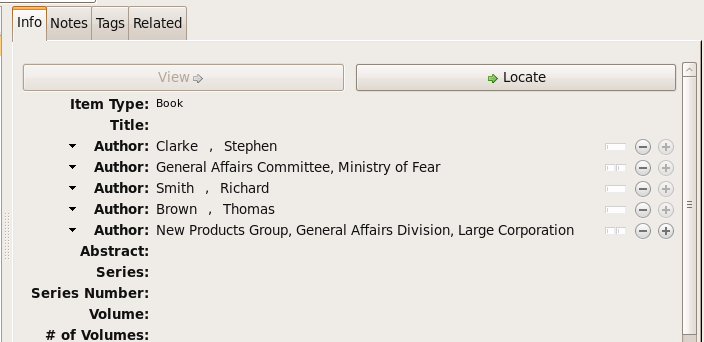 Info Notes Tags Related
View Locate
Item Type: Book
Title:
Author: Clarke , Stephen
Author: General Affairs Committee, Ministry of Fear
Author: Smith , Richard
Author: Brown , Thomas
Author: New Products Group, General Affairs Division, Large Corporation
Abstract:
Series:
Series Number:
Volume:
# of Volumes: